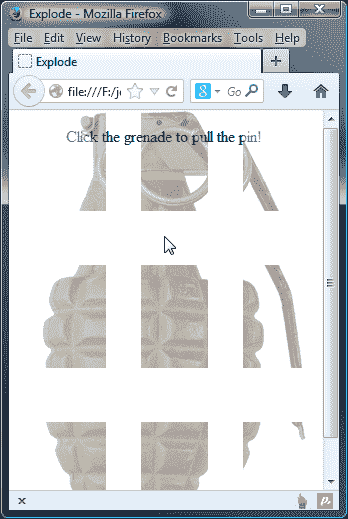 Explode - Mozilla Firefox
File Edit View History Bookmarks Tools Help
Explode
file:///F:/j
Go
Click the grenade to pull the pin!